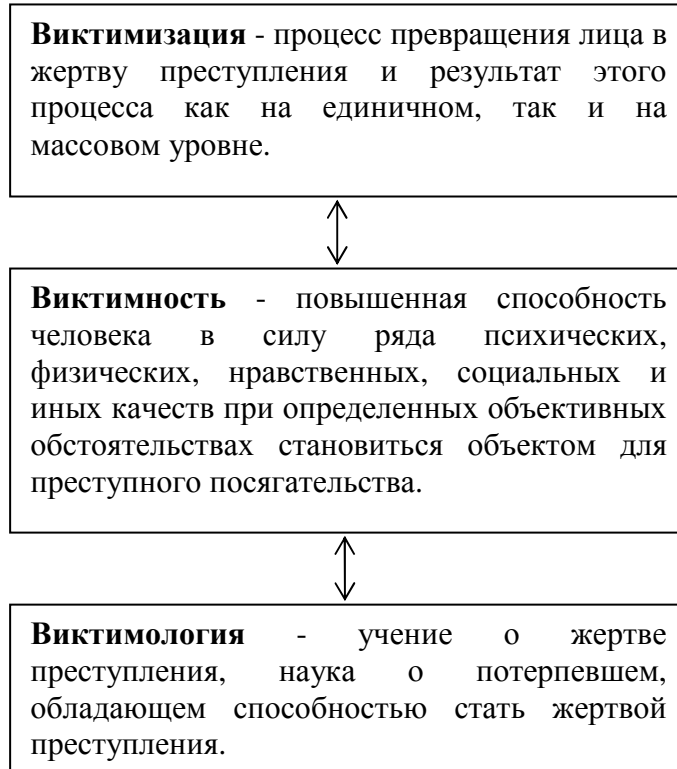 Виктимизация - процесс превращения лица в
жертву преступления и результат этого
процесса как на единичном, так и на
массовом уровне.
Виктимность - повышенная способность
человека в силу ряда психических,
физических, нравственных, социальных и
иных качеств при определенных объективных
обстоятельствах становиться объектом для
преступного посягательства.
Виктимология - учение о жертве
преступления, наука о потерпевшем,
обладающем способностью стать жертвой
преступления.